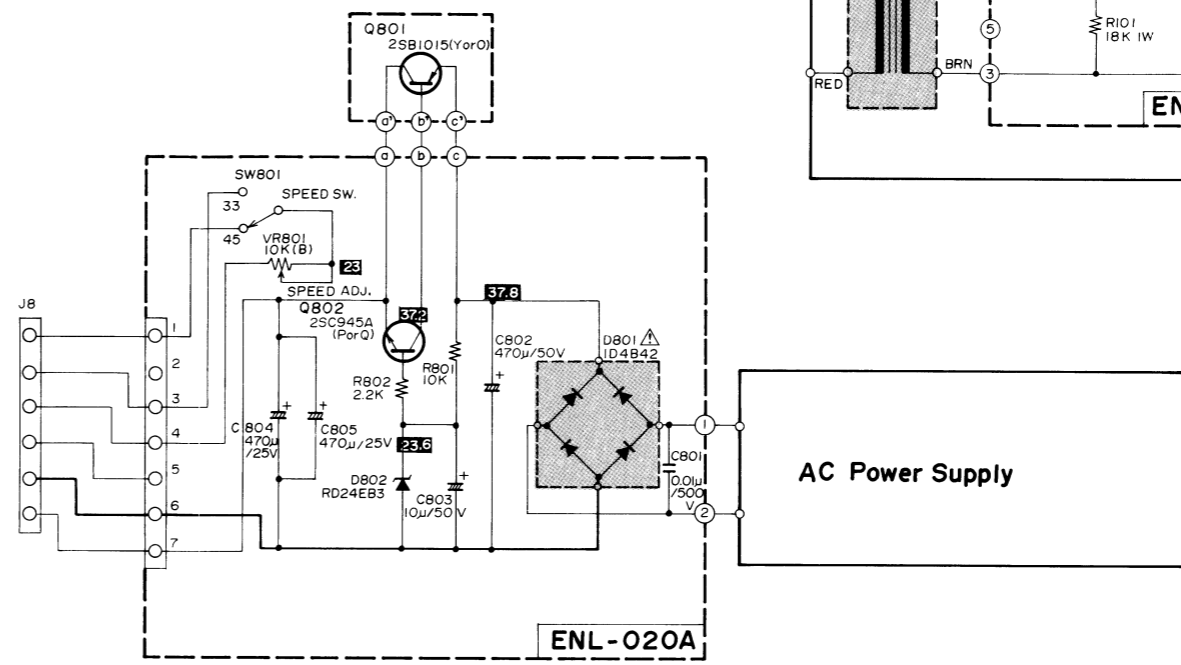 Q801
2SB1015(YorO)
a'
b'
c'
a
b
c
5
R101
18K 1W
RED
BRN
3
EN
SW801
SPEED SW.
33
45
VR801
10K(B)
23
SPEED ADJ.
Q802
2SC945A
(PorQ)
37.2
37.8
J8
1
2
3
4
5
6
7
C804
470μ
/25V
+
C805
470μ/25V
+
R802
2.2K
R801
10K
23.6
D802
RD24EB3
C803
10μ/50V
+
C802
470μ/50V
+
D801
1D4B42
C801
0.01μ
/500
V
1
2
AC Power Supply
ENL-020A